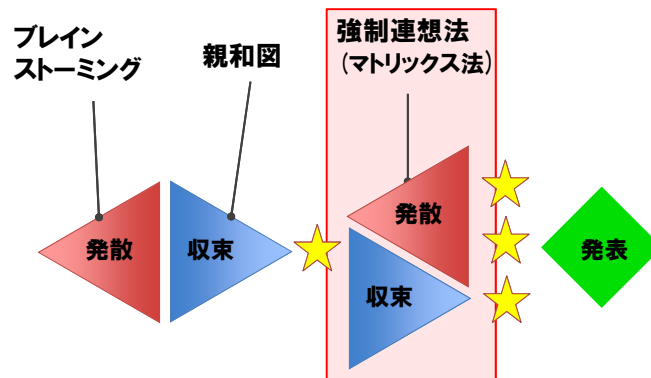 ブレイン
ストーミング
親和図
強制連想法
(マトリックス法)
発散
収束
発散
収束
発表